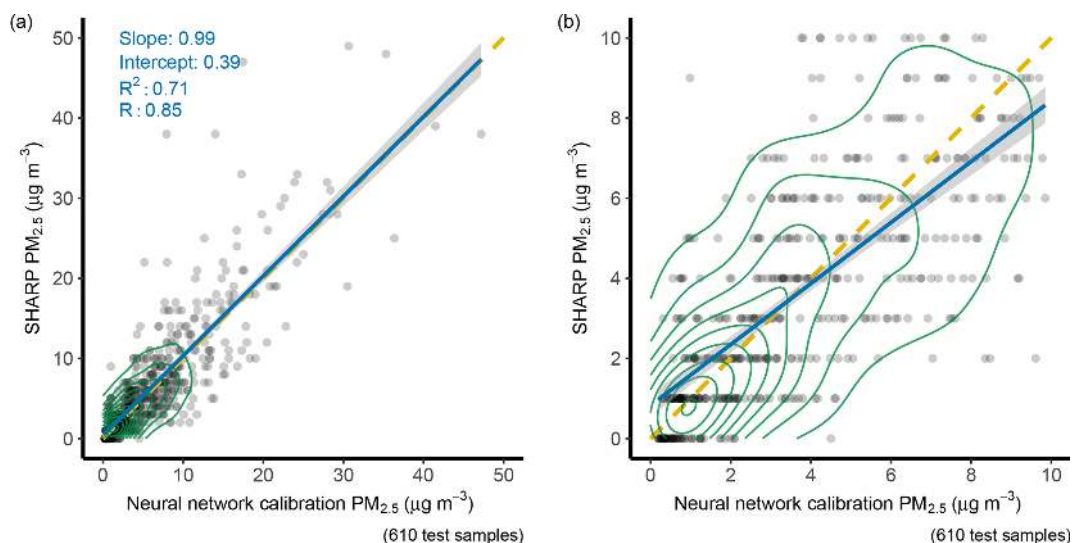 (a)
Slope: 0.99
Intercept: 0.39
R² : 0.71
R : 0.85
SHARP PM₂.₅ (µg m⁻³)
50
40
30
20
10
0
0 10 20 30 40 50
Neural network calibration PM₂.₅ (µg m⁻³)
(610 test samples)
(b)
SHARP PM₂.₅ (µg m⁻³)
10
8
6
4
2
0
0 2 4 6 8 10
Neural network calibration PM₂.₅ (µg m⁻³)
(610 test samples)